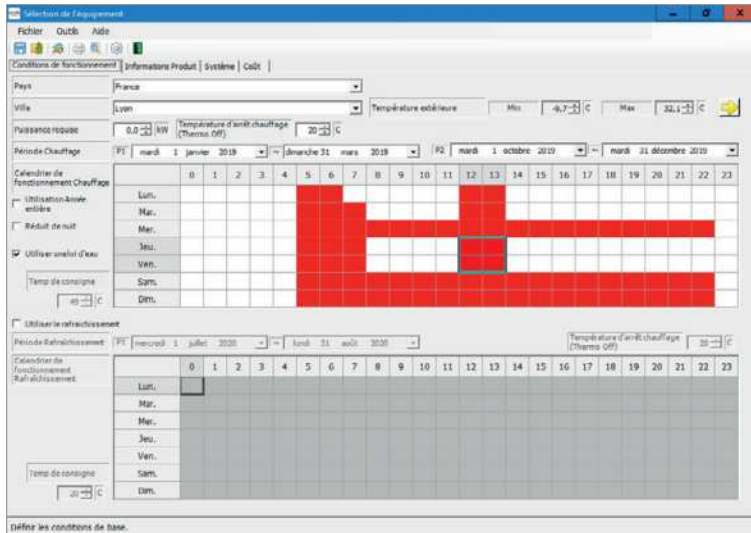 Sélection de l'équipement
Fichier Outils Aide
Conditions de fonctionnement Informations Produit Système Coût
Pays France
Ville Lyon Température extérieure Min -9,7 C Max 32,1 C
Puissance requise 0,0 kW Température d'arrêt chauffage (Thermo Off) 20 C
Période Chauffage P1 mardi 1 janvier 2019 ~ dimanche 31 mars 2019 P2 mardi 1 octobre 2019 ~ mardi 31 décembre 2019
Calendrier de fonctionnement Chauffage
0 1 2 3 4 5 6 7 8 9 10 11 12 13 14 15 16 17 18 19 20 21 22 23
Lun.
Utilisation Année entière
Mar.
Réduit de nuit
Mer.
Jeu.
Utiliser une loi d'eau
Ven.
Temp de consigne
Sam.
C
Dim.
Utiliser le rafraichissement
Période Rafraîchissement P1 mercredi 1 juillet 2020 ~ lundi 31 août 2020 Température d'arrêt chauffage (Thermo Off) C
Calendrier de fonctionnement Rafraîchissement
0 1 2 3 4 5 6 7 8 9 10 11 12 13 14 15 16 17 18 19 20 21 22 23
Lun.
Mar.
Mer.
Jeu.
Ven.
Temp de consigne
Sam.
20 C
Dim.
Définir les conditions de base.